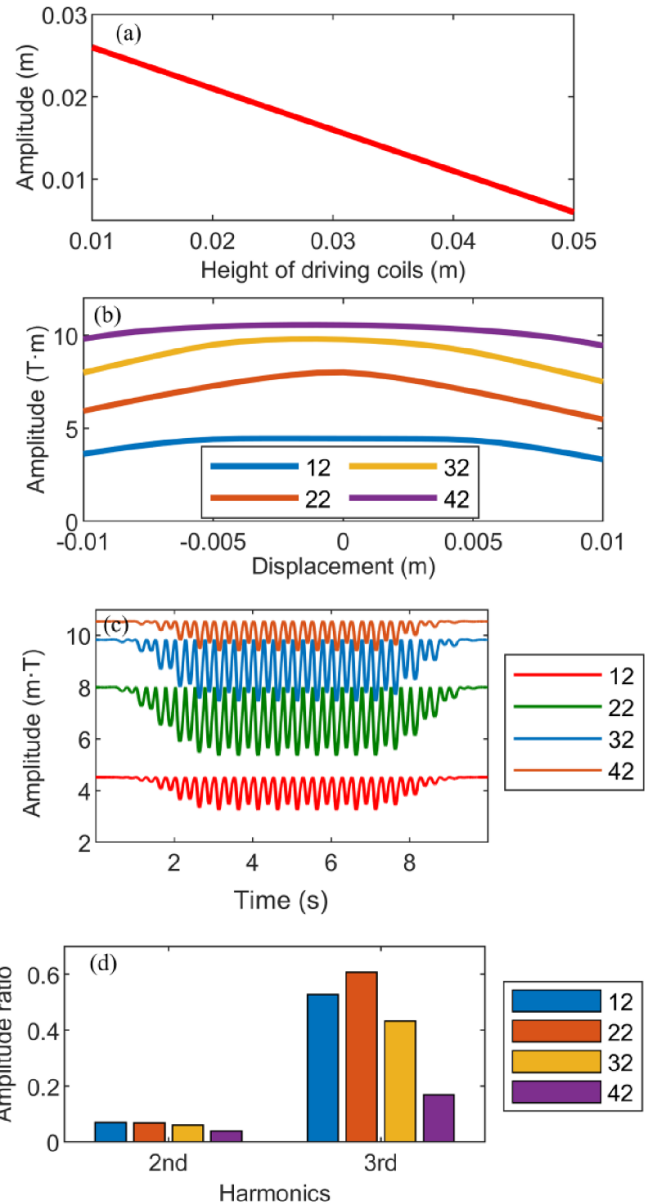 (a)
0.03
0.02
0.01
Amplitude (m)
0.01 0.02 0.03 0.04 0.05
Height of driving coils (m)
(b)
10
5
0
Amplitude (T·m)
12 32
22 42
-0.01 -0.005 0 0.005 0.01
Displacement (m)
(c)
10
8
6
4
2
Amplitude (m·T)
12
22
32
42
2 4 6 8
Time (s)
(d)
0.6
0.4
0.2
0
Amplitude ratio
12
22
32
42
2nd 3rd
Harmonics